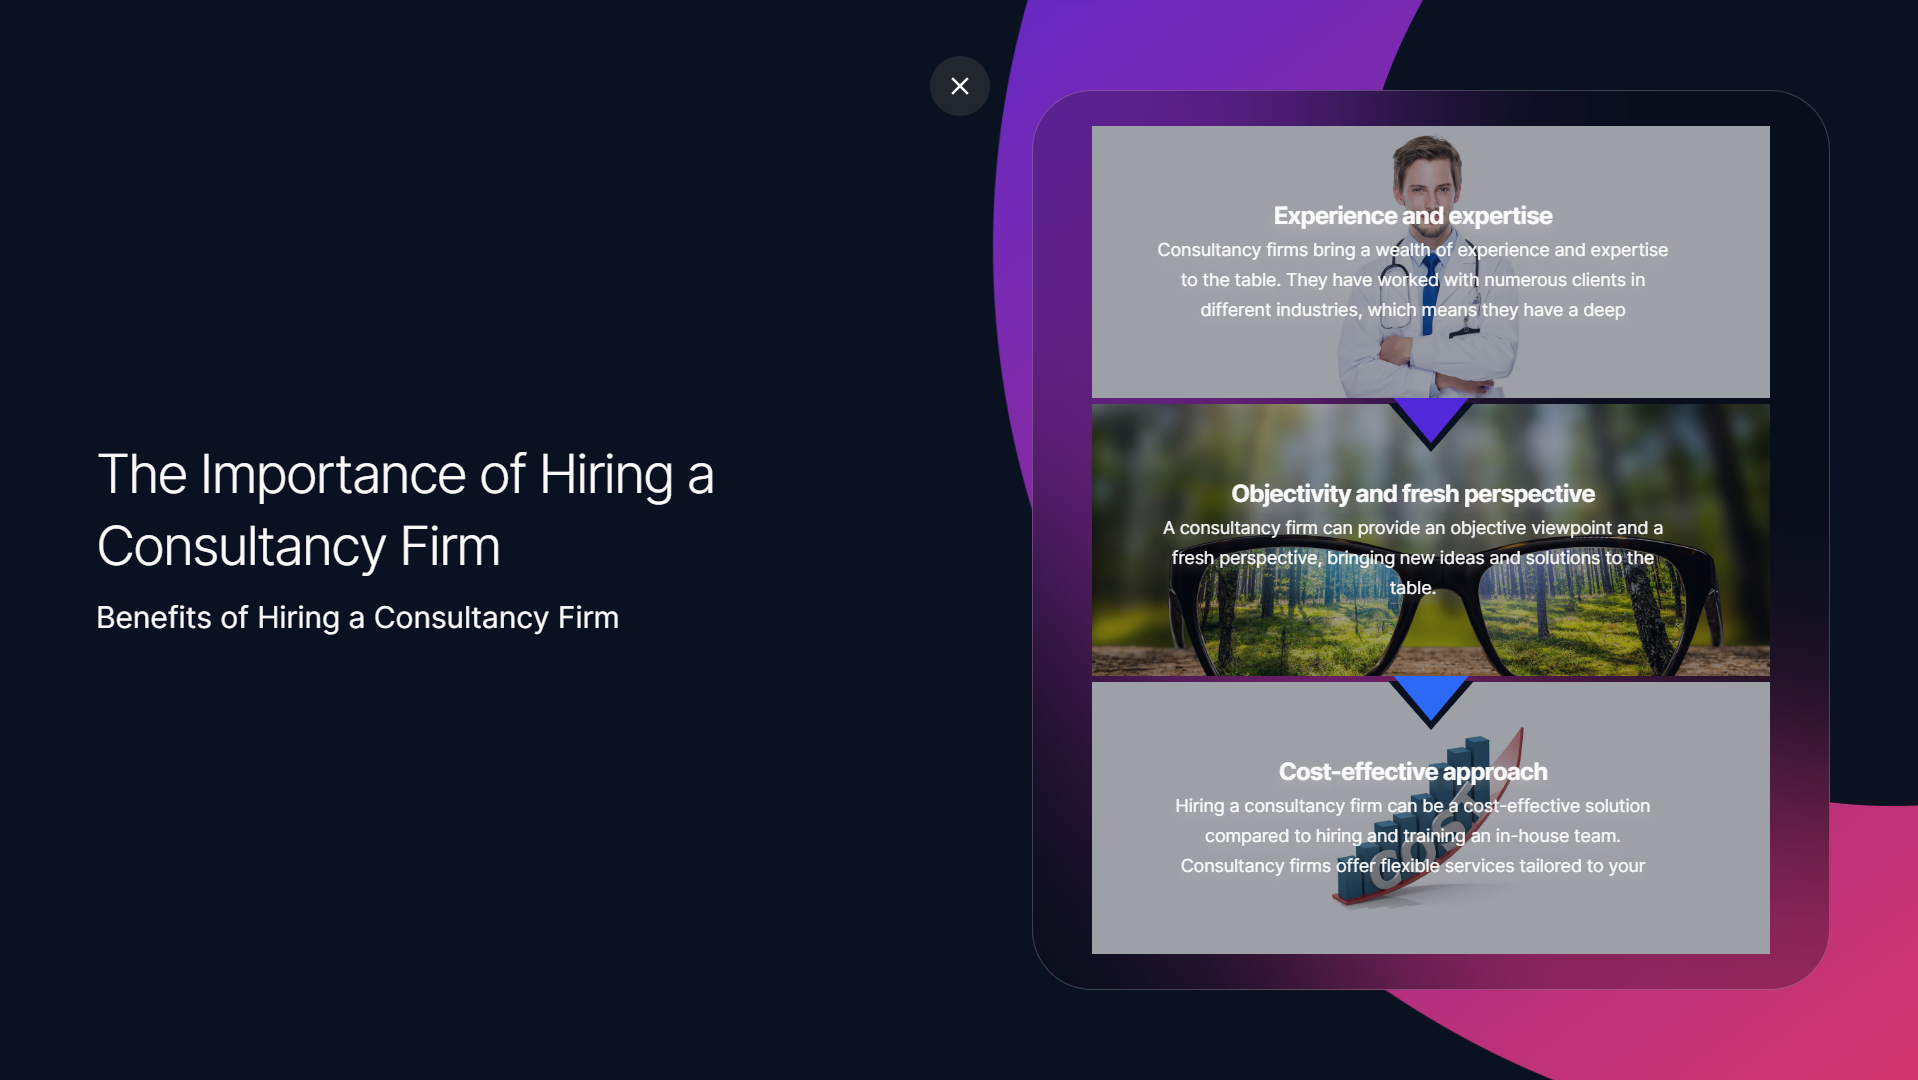 The Importance of Hiring a
Consultancy Firm
Benefits of Hiring a Consultancy Firm
Experience and expertise
Consultancy firms bring a wealth of experience and expertise
to the table. They have worked with numerous clients in
different industries, which means they have a deep
Objectivity and fresh perspective
A consultancy firm can provide an objective viewpoint and a
fresh perspective, bringing new ideas and solutions to the
table.
Cost-effective approach
Hiring a consultancy firm can be a cost-effective solution
compared to hiring and training an in-house team.
Consultancy firms offer flexible services tailored to your
COST